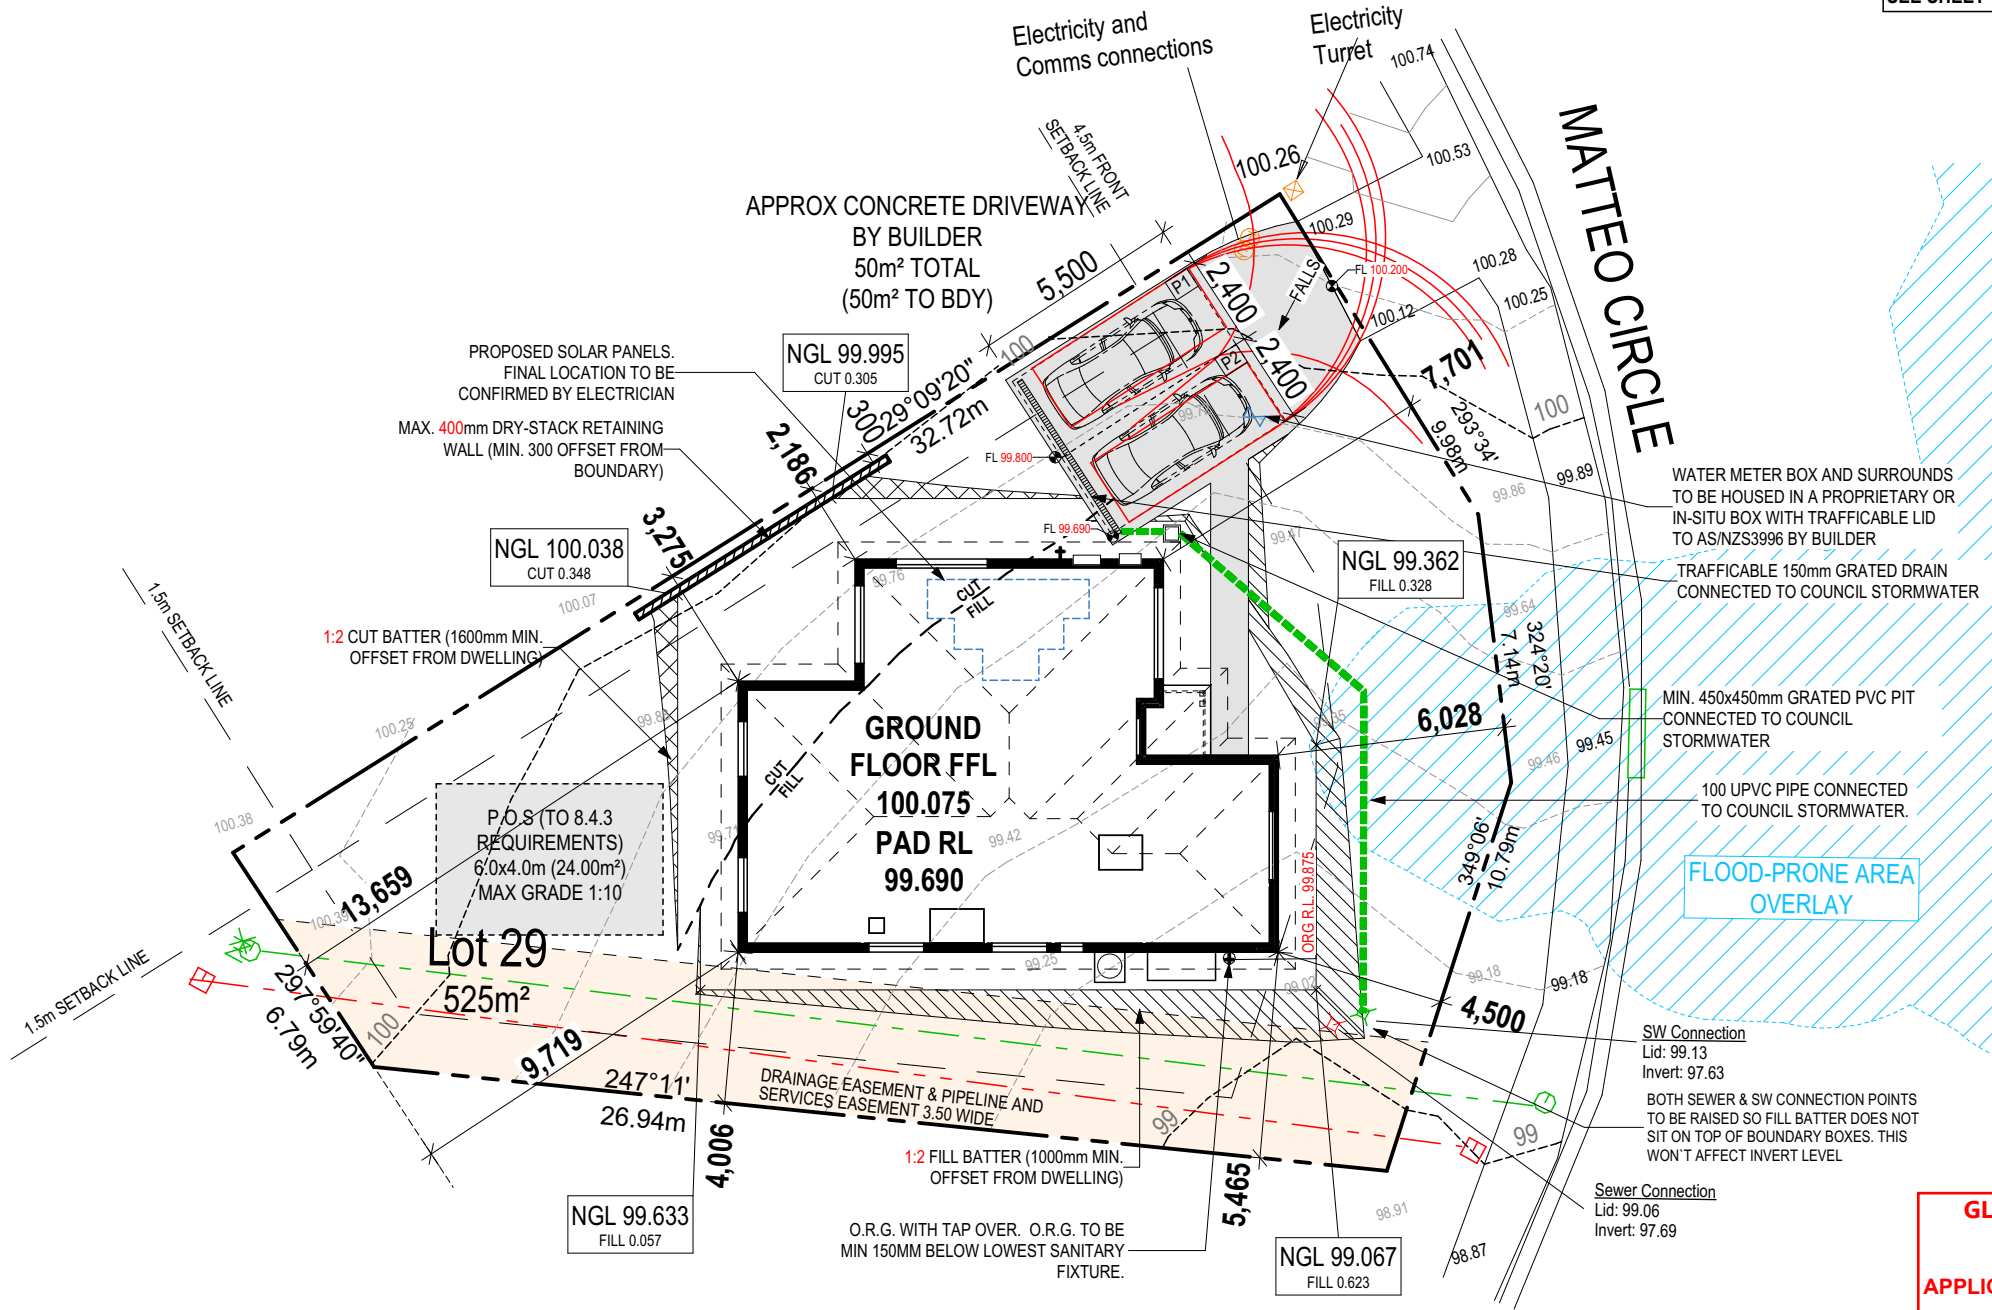 Electricity and
Comms connections
Electricity
Turret
100.74
MATTEO CIRCLE
4.5m FRONT
SETBACK LINE
100.26
100.53
APPROX CONCRETE DRIVEWAY
BY BUILDER
50m² TOTAL
(50m² TO BDY)
5,500
100.29
P1
2,400
FALLS
FL 100.200
100.28
100.25
100.12
PROPOSED SOLAR PANELS.
FINAL LOCATION TO BE
CONFIRMED BY ELECTRICIAN
NGL 99.995
CUT 0.305
100
029°09'20"
32.72m
300
P2
2,400
7,701
293°34'
9.98m
100
MAX. 400mm DRY-STACK RETAINING
WALL (MIN. 300 OFFSET FROM
BOUNDARY)
2,186
FL 99.800
99.89
99.86
WATER METER BOX AND SURROUNDS
TO BE HOUSED IN A PROPRIETARY OR
IN-SITU BOX WITH TRAFFICABLE LID
TO AS/NZS3996 BY BUILDER
3,275
NGL 100.038
CUT 0.348
FL 99.690
99.47
NGL 99.362
FILL 0.328
TRAFFICABLE 150mm GRATED DRAIN
CONNECTED TO COUNCIL STORMWATER
1.5m SETBACK LINE
100.07
99.76
CUT
FILL
99.64
324°20'
7.14m
1:2 CUT BATTER (1600mm MIN.
OFFSET FROM DWELLING)
MIN. 450x450mm GRATED PVC PIT
CONNECTED TO COUNCIL
STORMWATER
100.25
GROUND
FLOOR FFL
100.075
PAD RL
99.690
6,028
99.45
99.46
CUT
FILL
100 UPVC PIPE CONNECTED
TO COUNCIL STORMWATER.
100.38
P.O.S (TO 8.4.3
REQUIREMENTS)
6.0x4.0m (24.00m²)
MAX GRADE 1:10
99.71
99.42
ORG R.L. 99.875
349°06'
10.79m
FLOOD-PRONE AREA
OVERLAY
13,659
100.39
Lot 29
525m²
99.25
99.02
99.18
99.18
1.5m SETBACK LINE
297°59'40"
6.79m
100
4,500
SW Connection
Lid: 99.13
Invert: 97.63
9,719
247°11'
26.94m
DRAINAGE EASEMENT & PIPELINE AND
SERVICES EASEMENT 3.50 WIDE
99
99
BOTH SEWER & SW CONNECTION POINTS
TO BE RAISED SO FILL BATTER DOES NOT
SIT ON TOP OF BOUNDARY BOXES. THIS
WON`T AFFECT INVERT LEVEL
4,006
1:2 FILL BATTER (1000mm MIN.
OFFSET FROM DWELLING)
5,465
Sewer Connection
Lid: 99.06
Invert: 97.69
98.91
NGL 99.633
FILL 0.057
O.R.G. WITH TAP OVER. O.R.G. TO BE
MIN 150MM BELOW LOWEST SANITARY
FIXTURE.
NGL 99.067
FILL 0.623
98.87